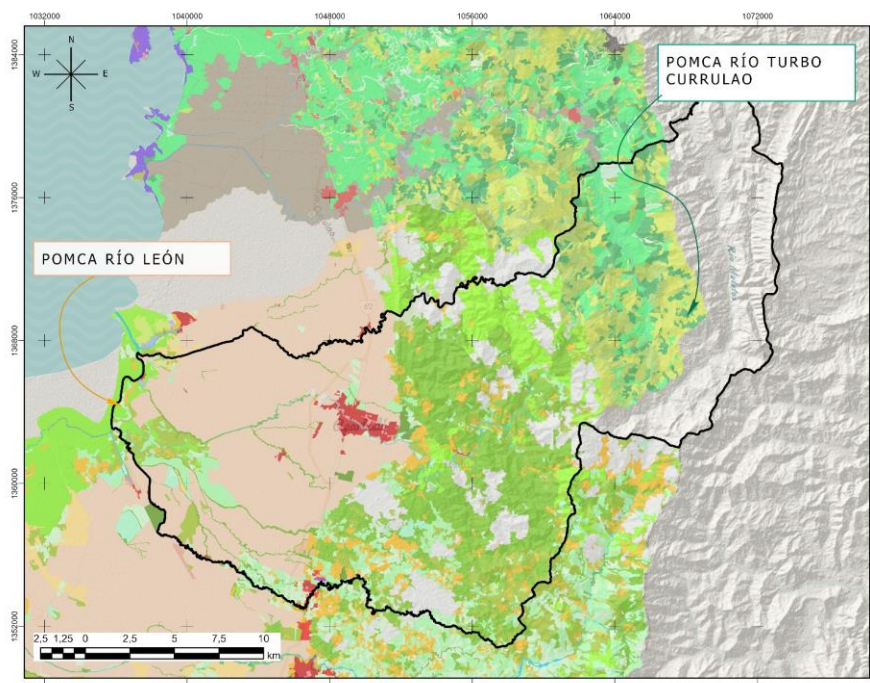 1032000 1040000 1048000 1056000 1064000 1072000
1384000
N
W E
S
POMCA RÍO TURBO
CURRULAO
1376000
POMCA RÍO LEÓN
1368000
1360000
1352000
2,5 1,25 0 2,5 5 7,5 10
km